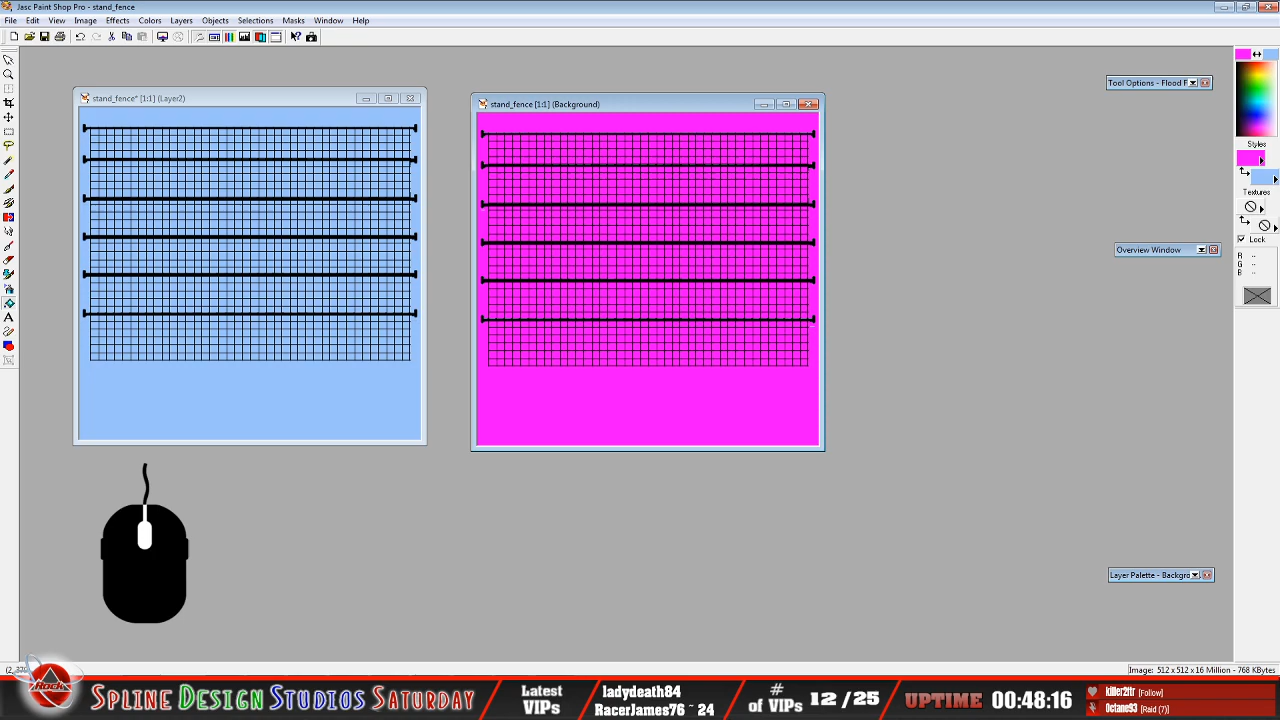 Jasc Paint Shop Pro - stand_fence
File Edit View Image Effects Colors Layers Objects Selections Masks Window Help
stand_fence* [1:1] (Layer2)
stand_fence [1:1] (Background)
Tool Options - Flood F
Styles
Textures
Lock
R --
G --
B --
Overview Window
Layer Palette - Backgro
Image: 512 x 512 x 16 Million - 768 KBytes
Rock
Spline Design Studios Saturday
Latest VIPs
ladydeath84
RacerJames76 ~ 24
# of VIPs
12 / 25
Uptime 00:48:16
killer2ltr [Follow]
Octane93 [Raid (7)]